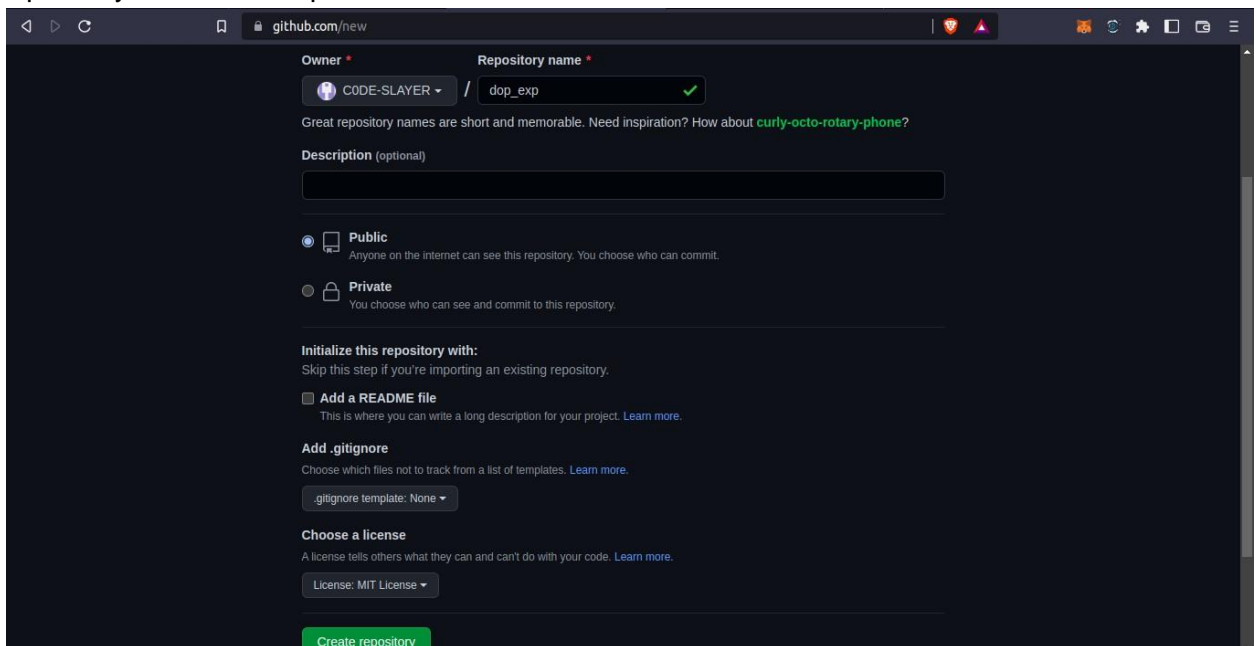 github.com/new
Owner * Repository name *
C0DE-SLAYER / dop_exp
Great repository names are short and memorable. Need inspiration? How about curly-octo-rotary-phone?
Description (optional)
Public
Anyone on the internet can see this repository. You choose who can commit.
Private
You choose who can see and commit to this repository.
Initialize this repository with:
Skip this step if you're importing an existing repository.
Add a README file
This is where you can write a long description for your project. Learn more.
Add .gitignore
Choose which files not to track from a list of templates. Learn more.
.gitignore template: None
Choose a license
A license tells others what they can and can't do with your code. Learn more.
License: MIT License
Create repository